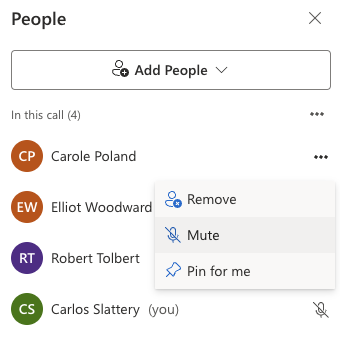 People
Add People
In this call (4)
CP Carole Poland
EW Elliot Woodward
Remove
Mute
RT Robert Tolbert
Pin for me
CS Carlos Slattery (you)